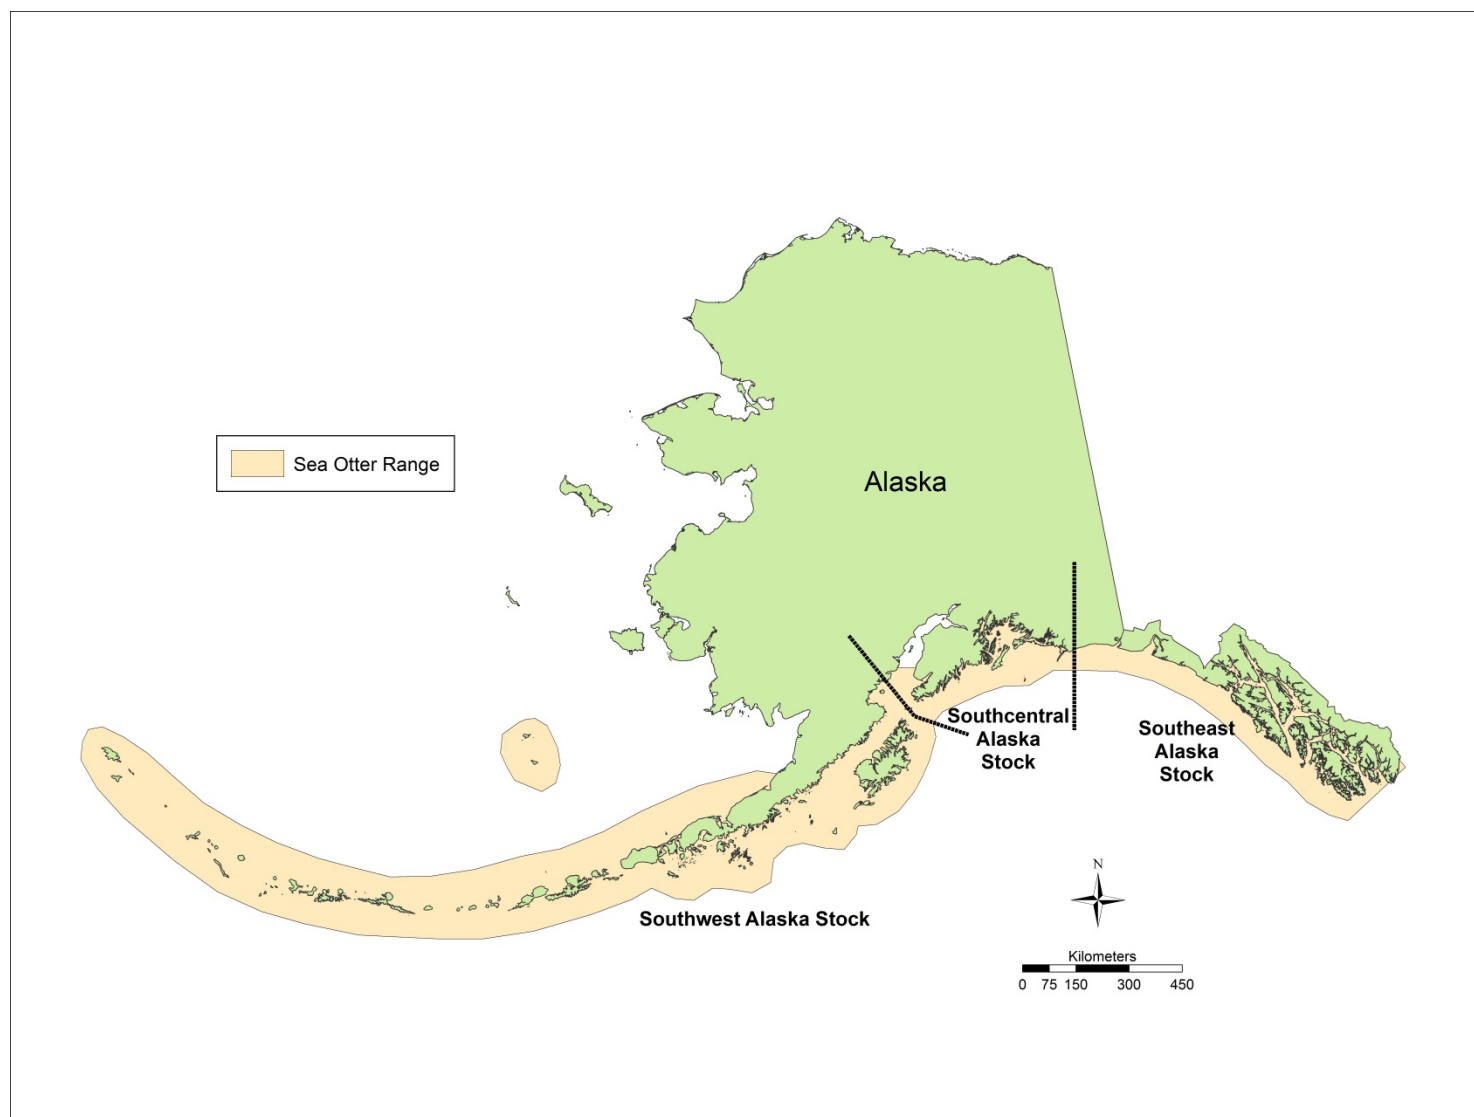 Sea Otter Range
Alaska
Southcentral
Alaska
Stock
Southeast
Alaska
Stock
Southwest Alaska Stock
N
Kilometers
0 75 150 300 450